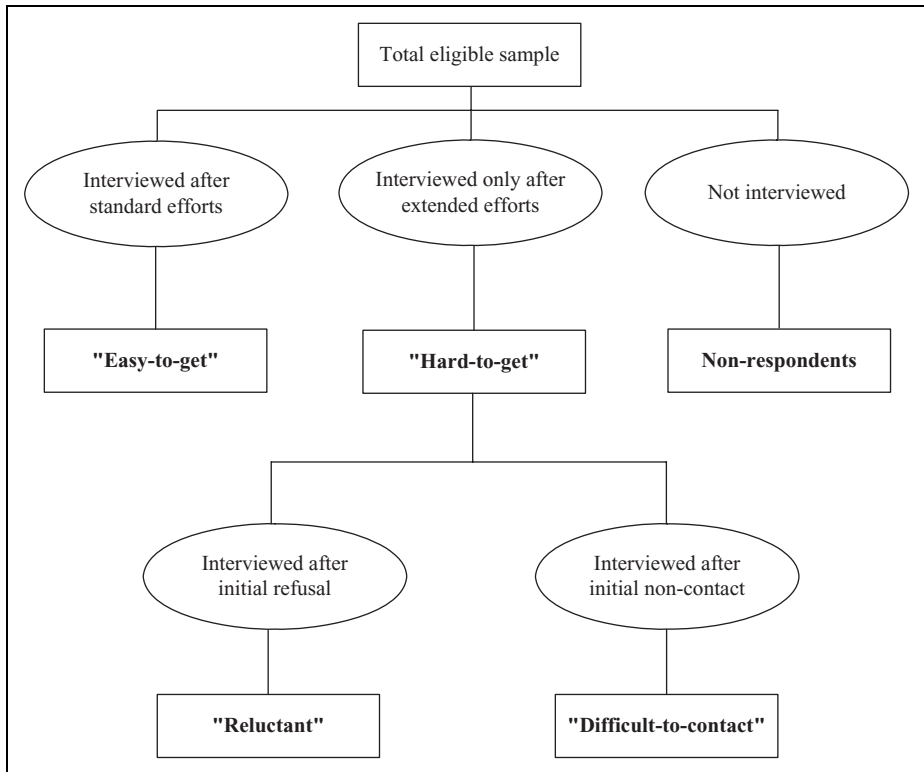 Total eligible sample
Interviewed after
standard efforts
Interviewed only after
extended efforts
Not interviewed
"Easy-to-get"
"Hard-to-get"
Non-respondents
Interviewed after
initial refusal
Interviewed after
initial non-contact
"Reluctant"
"Difficult-to-contact"